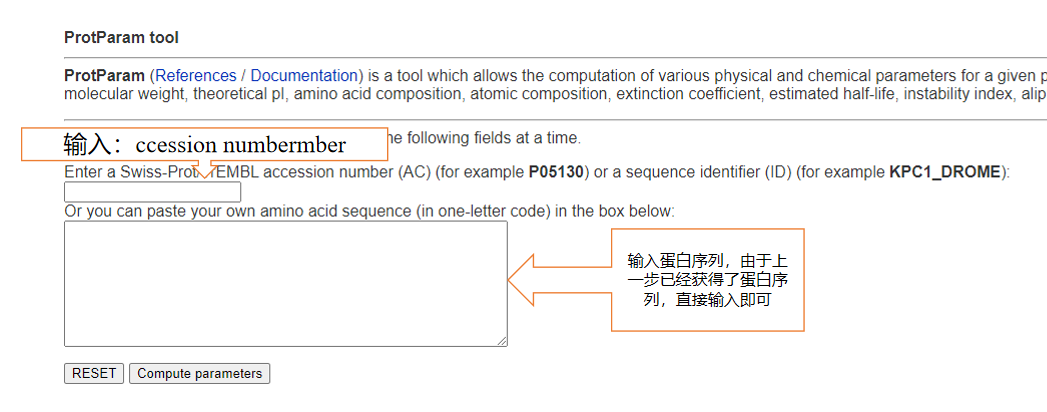 ProtParam tool
ProtParam (References / Documentation) is a tool which allows the computation of various physical and chemical parameters for a given
molecular weight, theoretical pI, amino acid composition, atomic composition, extinction coefficient, estimated half-life, instability index,
输入：ccession numbermber
following fields at a time.
Enter a Swiss-Prot EMBL accession number (AC) (for example P05130) or a sequence identifier (ID) (for example KPC1_DROME):
Or you can paste your own amino acid sequence (in one-letter code) in the box below:
输入蛋白序列，由于上
一步已经获得了蛋白序
列，直接输入即可
RESET Compute parameters